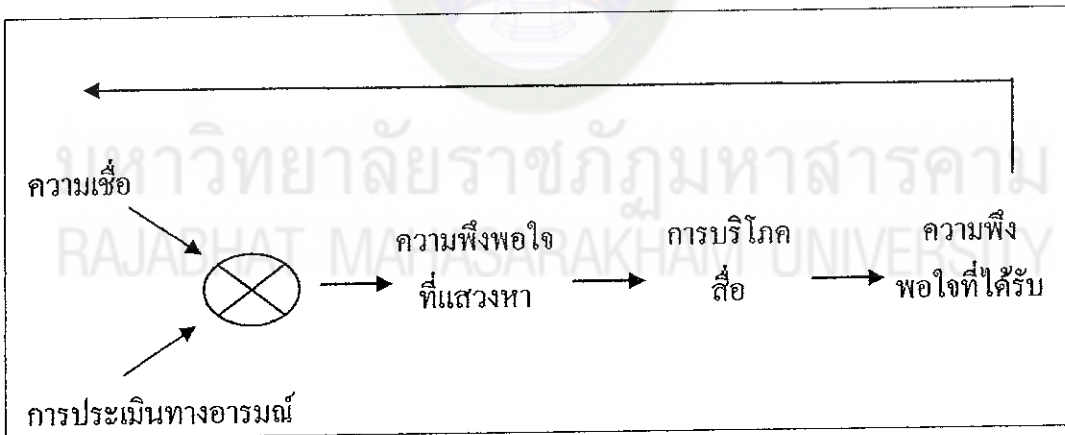 มหาวิทยาลัยราชภัฏมหาสารคาม
RAJABHAT MAHASARAKHAM UNIVERSITY
ความเชื่อ
ความพึงพอใจ
ที่แสวงหา
การบริโภค
สื่อ
ความพึง
พอใจที่ได้รับ
การประเมินทางอารมณ์